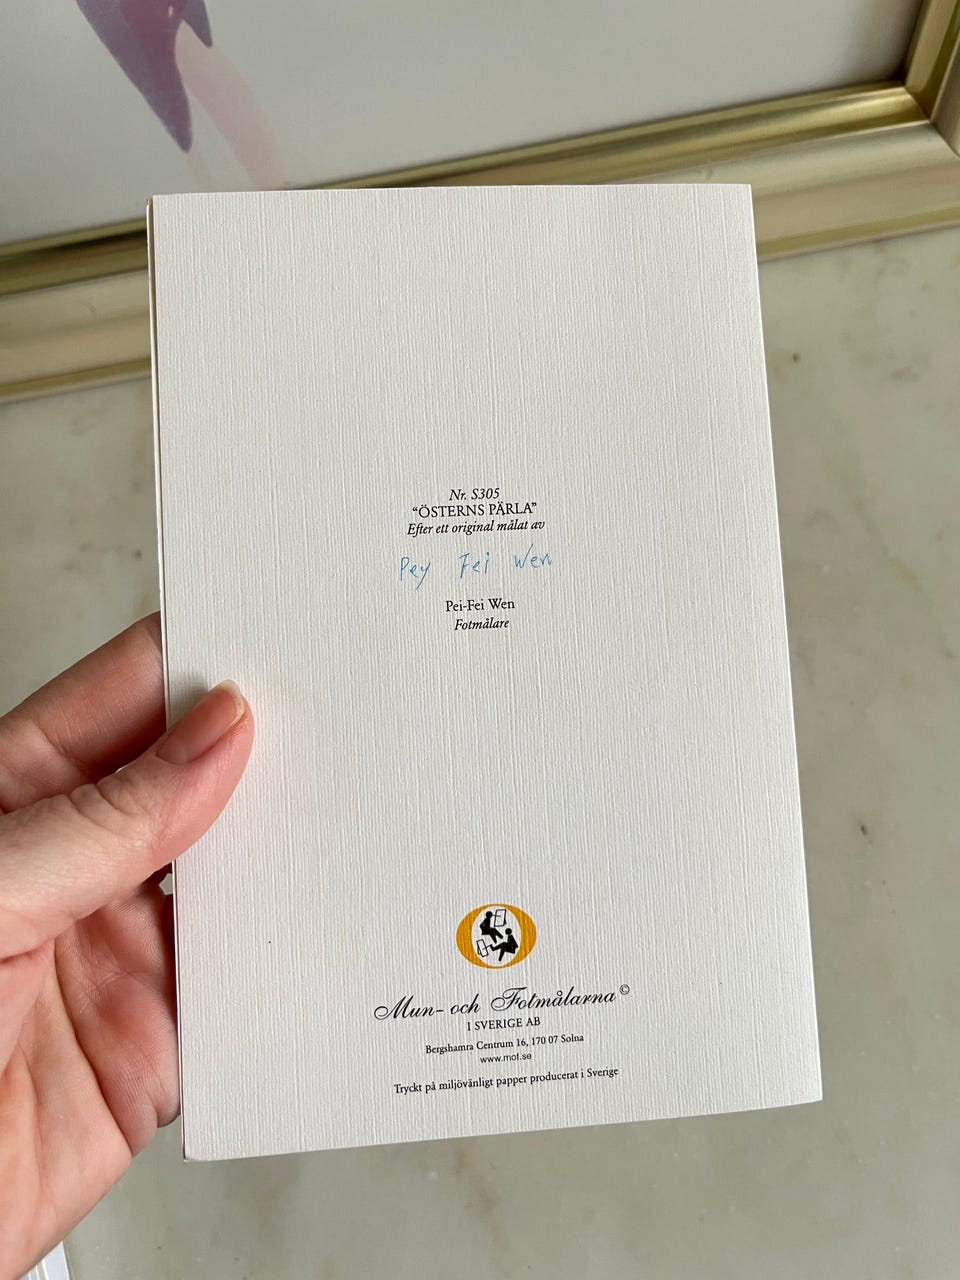 Nr. S305
“ÖSTERNS PÄRLA”
Efter ett original målat av
Pey Fei Wen
Pei-Fei Wen
Fotmålare
Mun- och Fotmålarna©
I SVERIGE AB
Bergshamra Centrum 16, 170 07 Solna
www.mof.se
Tryckt på miljövänligt papper producerat i Sverige